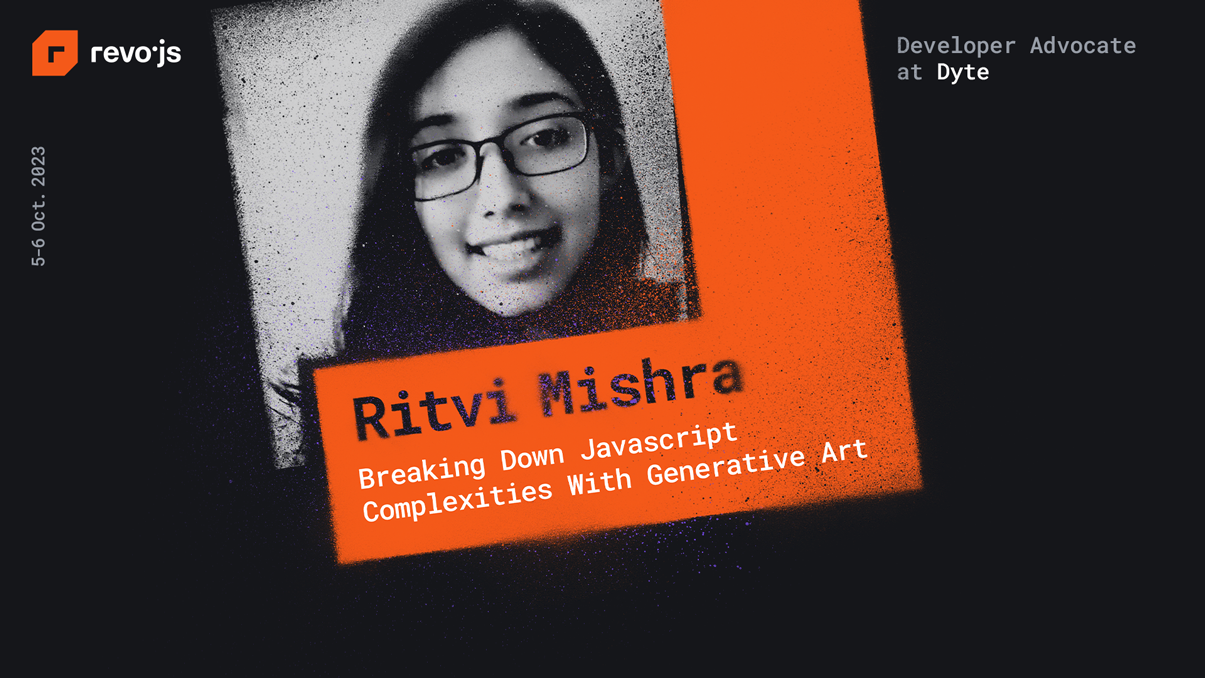 revo.js
Developer Advocate
at Dyte
5–6 Oct. 2023
Ritvi Mishra
Breaking Down Javascript
Complexities With Generative Art